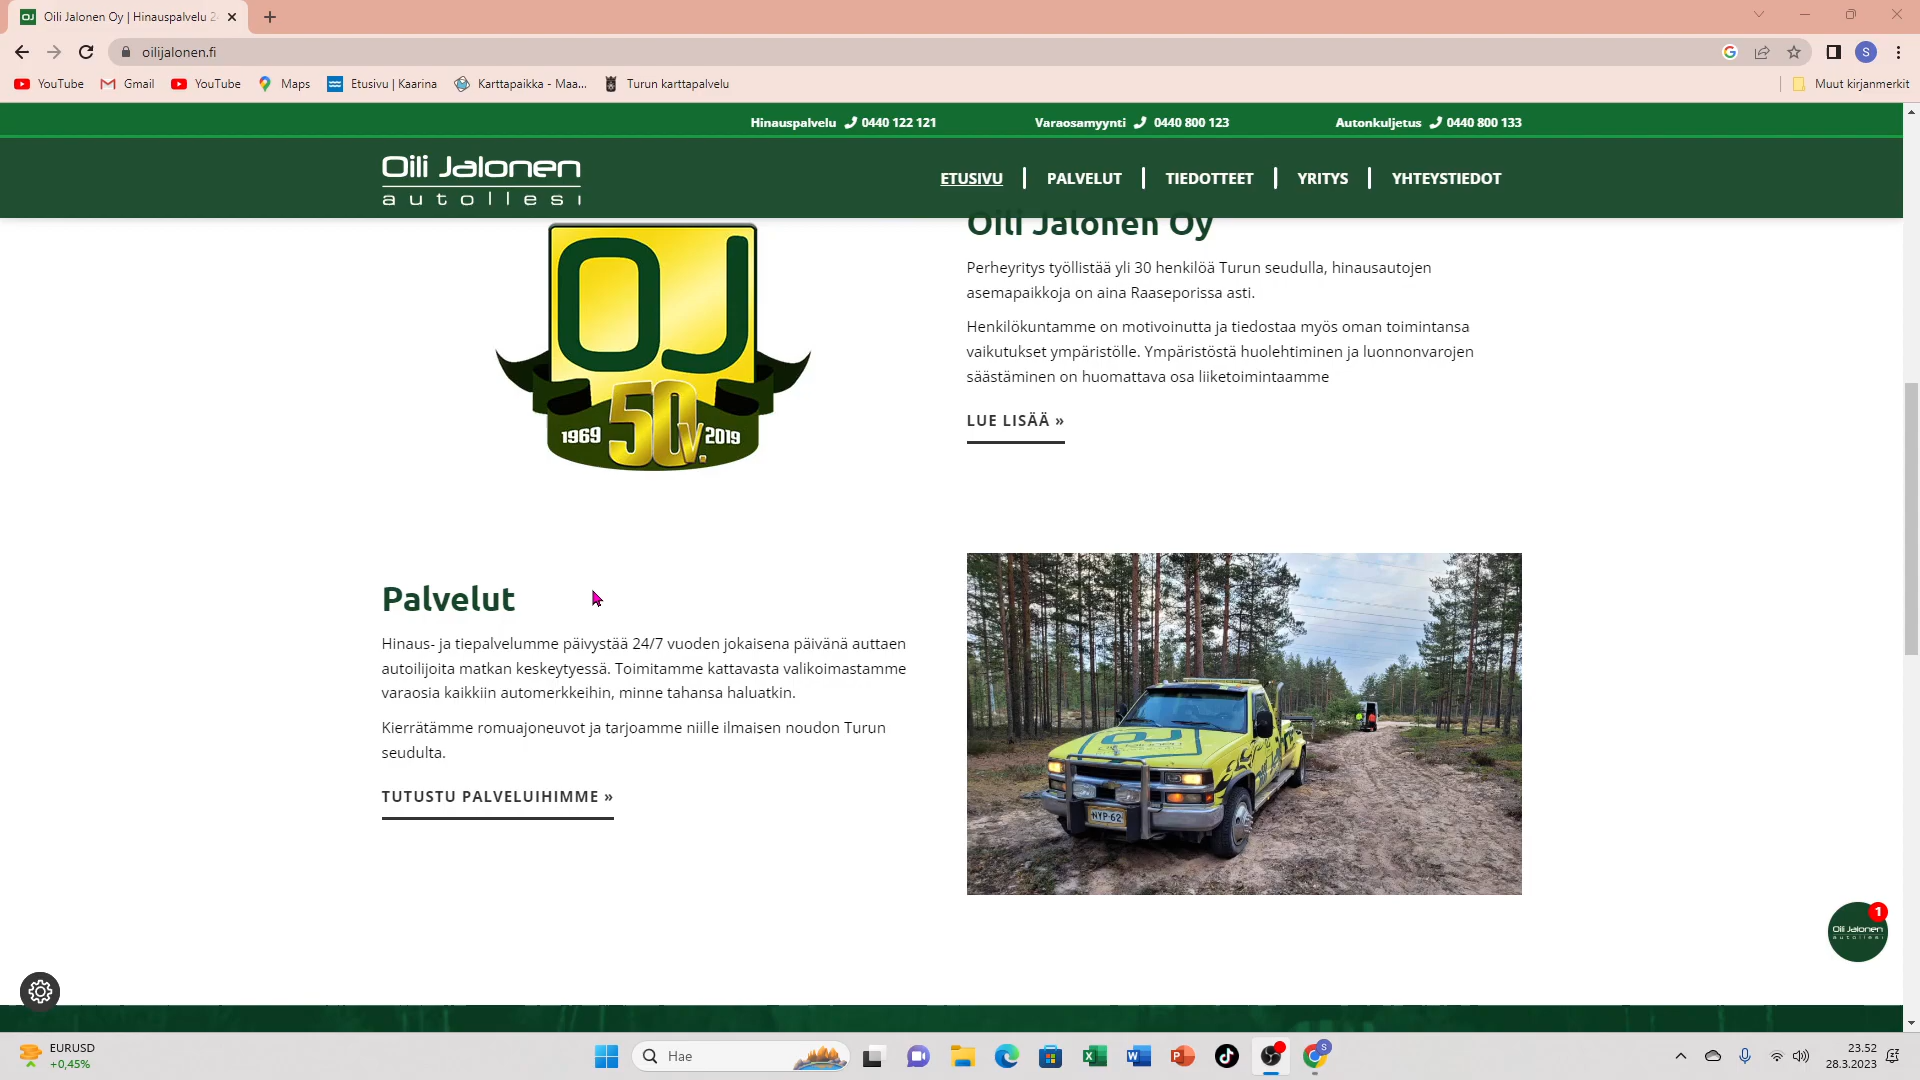 Oili Jalonen Oy | Hinauspalvelu 2
oilijalonen.fi
S
YouTube
Gmail
YouTube
Maps
Etusivu | Kaarina
Karttapaikka - Maa...
Turun karttapalvelu
Muut kirjanmerkit
Hinauspalvelu 0440 122 121
Varaosamyynti 0440 800 123
Autonkuljetus 0440 800 133
Oili Jalonen
autollesi
ETUSIVU
PALVELUT
TIEDOTTEET
YRITYS
YHTEYSTIEDOT
OJ
1969 50v. 2019
Oili Jalonen Oy
Perheyritys työllistää yli 30 henkilöä Turun seudulla, hinausautojen
asemapaikkoja on aina Raaseporissa asti.
Henkilökuntamme on motivoinutta ja tiedostaa myös oman toimintansa
vaikutukset ympäristölle. Ympäristöstä huolehtiminen ja luonnonvarojen
säästäminen on huomattava osa liiketoimintaamme
LUE LISÄÄ »
Palvelut
Hinaus- ja tiepalvelumme päivystää 24/7 vuoden jokaisena päivänä auttaen
autoilijoita matkan keskeytyessä. Toimitamme kattavasta valikoimastamme
varaosia kaikkiin automerkkeihin, minne tahansa haluatkin.
Kierrätämme romuajoneuvot ja tarjoamme niille ilmaisen noudon Turun
seudulta.
TUTUSTU PALVELUIHIMME »
OJ
NYP-62
1
Oili Jalonen
autollesi
EURUSD
+0,45%
Hae
S
23.52
28.3.2023